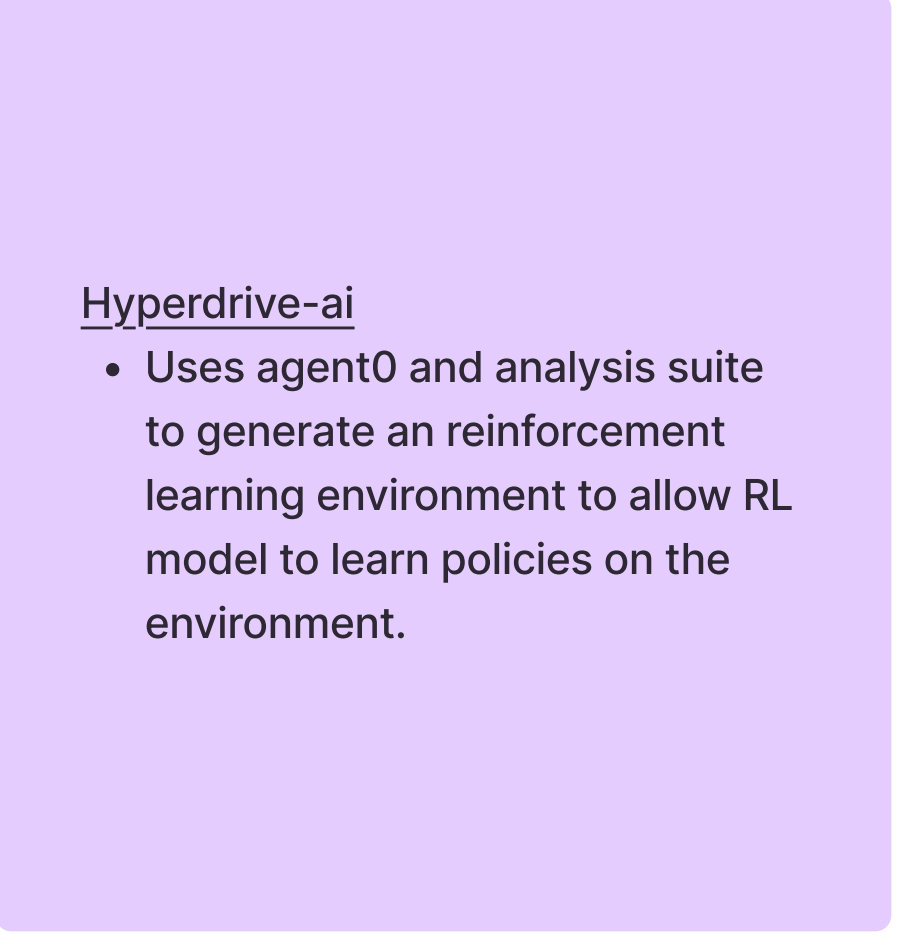 Hyperdrive-ai
• Uses agent0 and analysis suite
to generate an reinforcement
learning environment to allow RL
model to learn policies on the
environment.